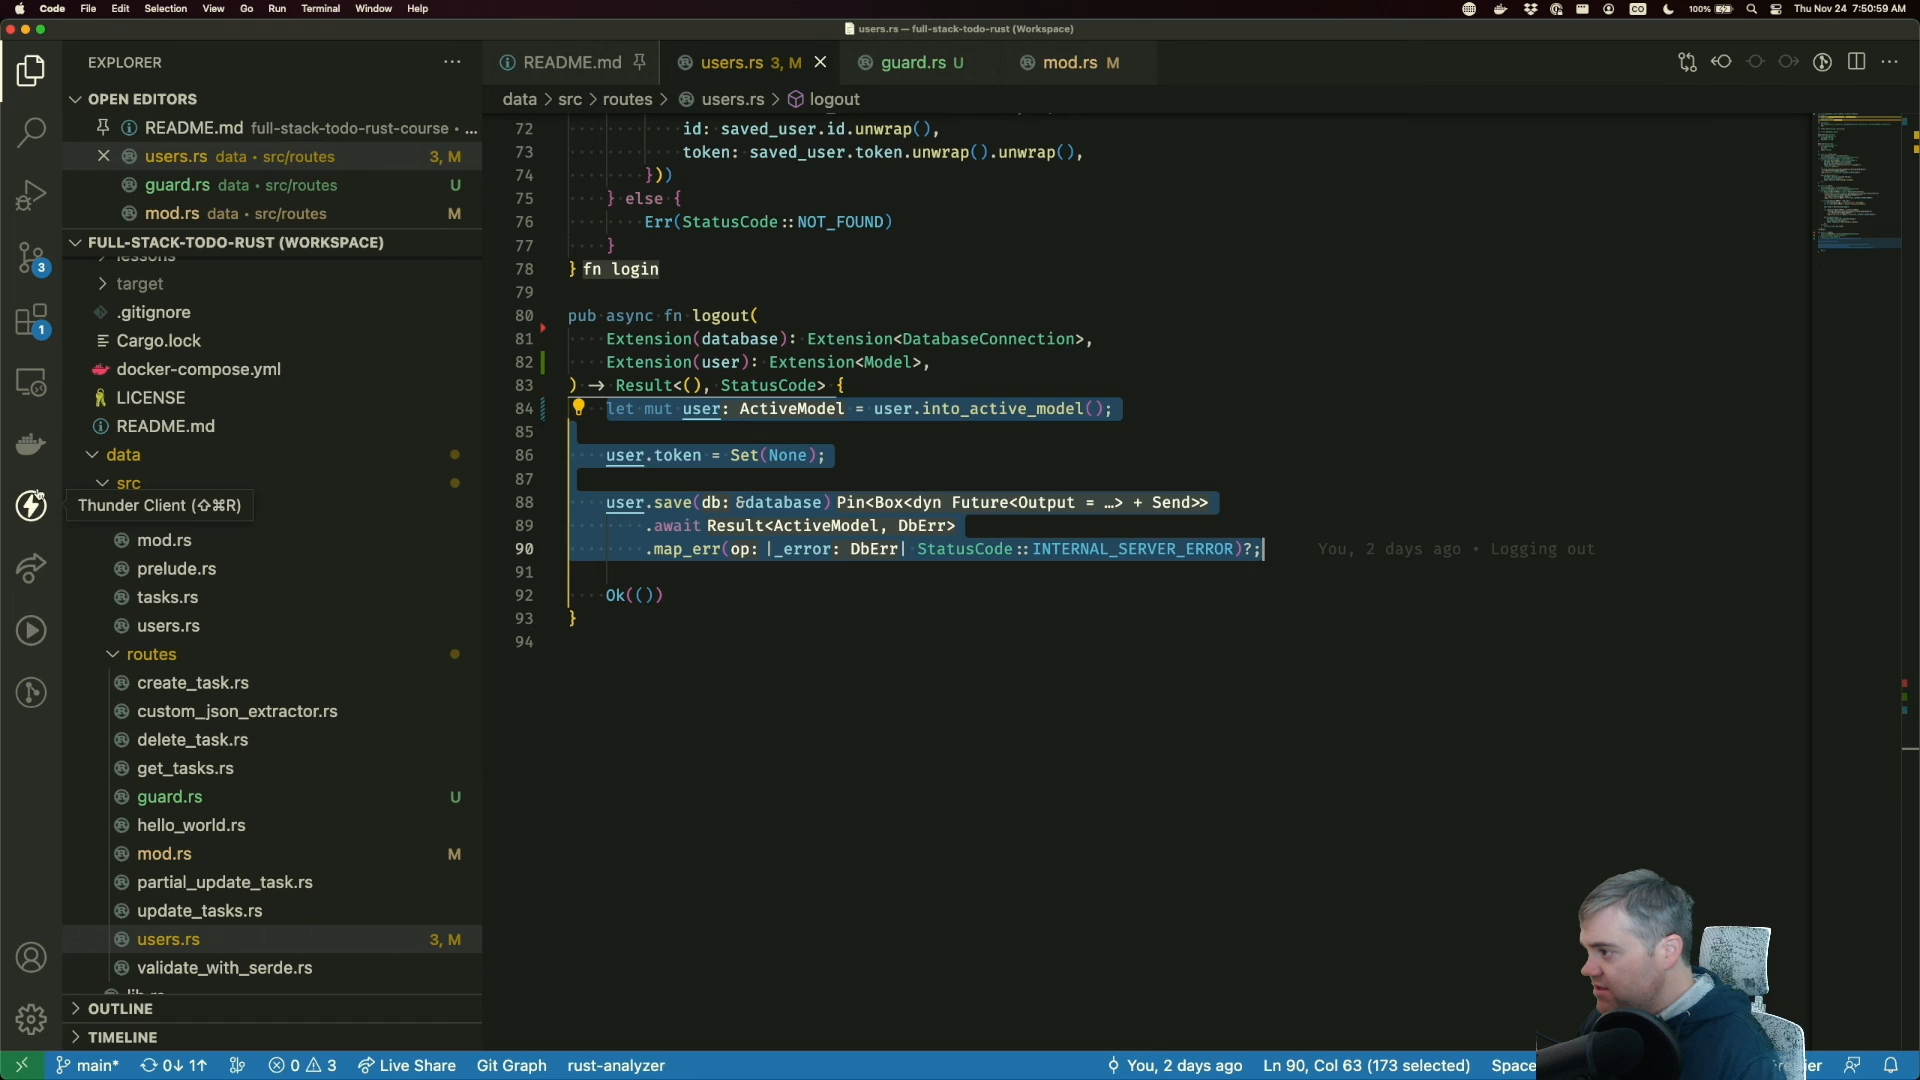 Code File Edit Selection View Go Run Terminal Window Help
CO 100% Thu Nov 24 7:50:59 AM
users.rs — full-stack-todo-rust (Workspace)
EXPLORER
README.md users.rs 3, M guard.rs U mod.rs M
data > src > routes > users.rs > logout
OPEN EDITORS
README.md full-stack-todo-rust-course • ...
users.rs data • src/routes 3, M
guard.rs data • src/routes U
mod.rs data • src/routes M
FULL-STACK-TODO-RUST (WORKSPACE)
lessons
target
.gitignore
Cargo.lock
docker-compose.yml
LICENSE
README.md
data
src
Thunder Client (⇧⌘R)
mod.rs
prelude.rs
tasks.rs
users.rs
routes
create_task.rs
custom_json_extractor.rs
delete_task.rs
get_tasks.rs
guard.rs U
hello_world.rs
mod.rs M
partial_update_task.rs
update_tasks.rs
users.rs 3, M
validate_with_serde.rs
lib.rs
OUTLINE
TIMELINE
3
1
72 id: saved_user.id.unwrap(),
73 token: saved_user.token.unwrap().unwrap(),
74 }))
75 } else {
76 Err(StatusCode::NOT_FOUND)
77 }
78 } fn login
79
80 pub async fn logout(
81 Extension(database): Extension<DatabaseConnection>,
82 Extension(user): Extension<Model>,
83 ) -> Result<(), StatusCode> {
84 let mut user: ActiveModel = user.into_active_model();
85
86 user.token = Set(None);
87
88 user.save(db: &database) Pin<Box<dyn Future<Output = …> + Send>>
89 .await Result<ActiveModel, DbErr>
90 .map_err(op: |_error: DbErr| StatusCode::INTERNAL_SERVER_ERROR)?; You, 2 days ago • Logging out
91
92 Ok(())
93 }
94
main* 0↓ 1↑ 0 3 Live Share Git Graph rust-analyzer You, 2 days ago Ln 90, Col 63 (173 selected)